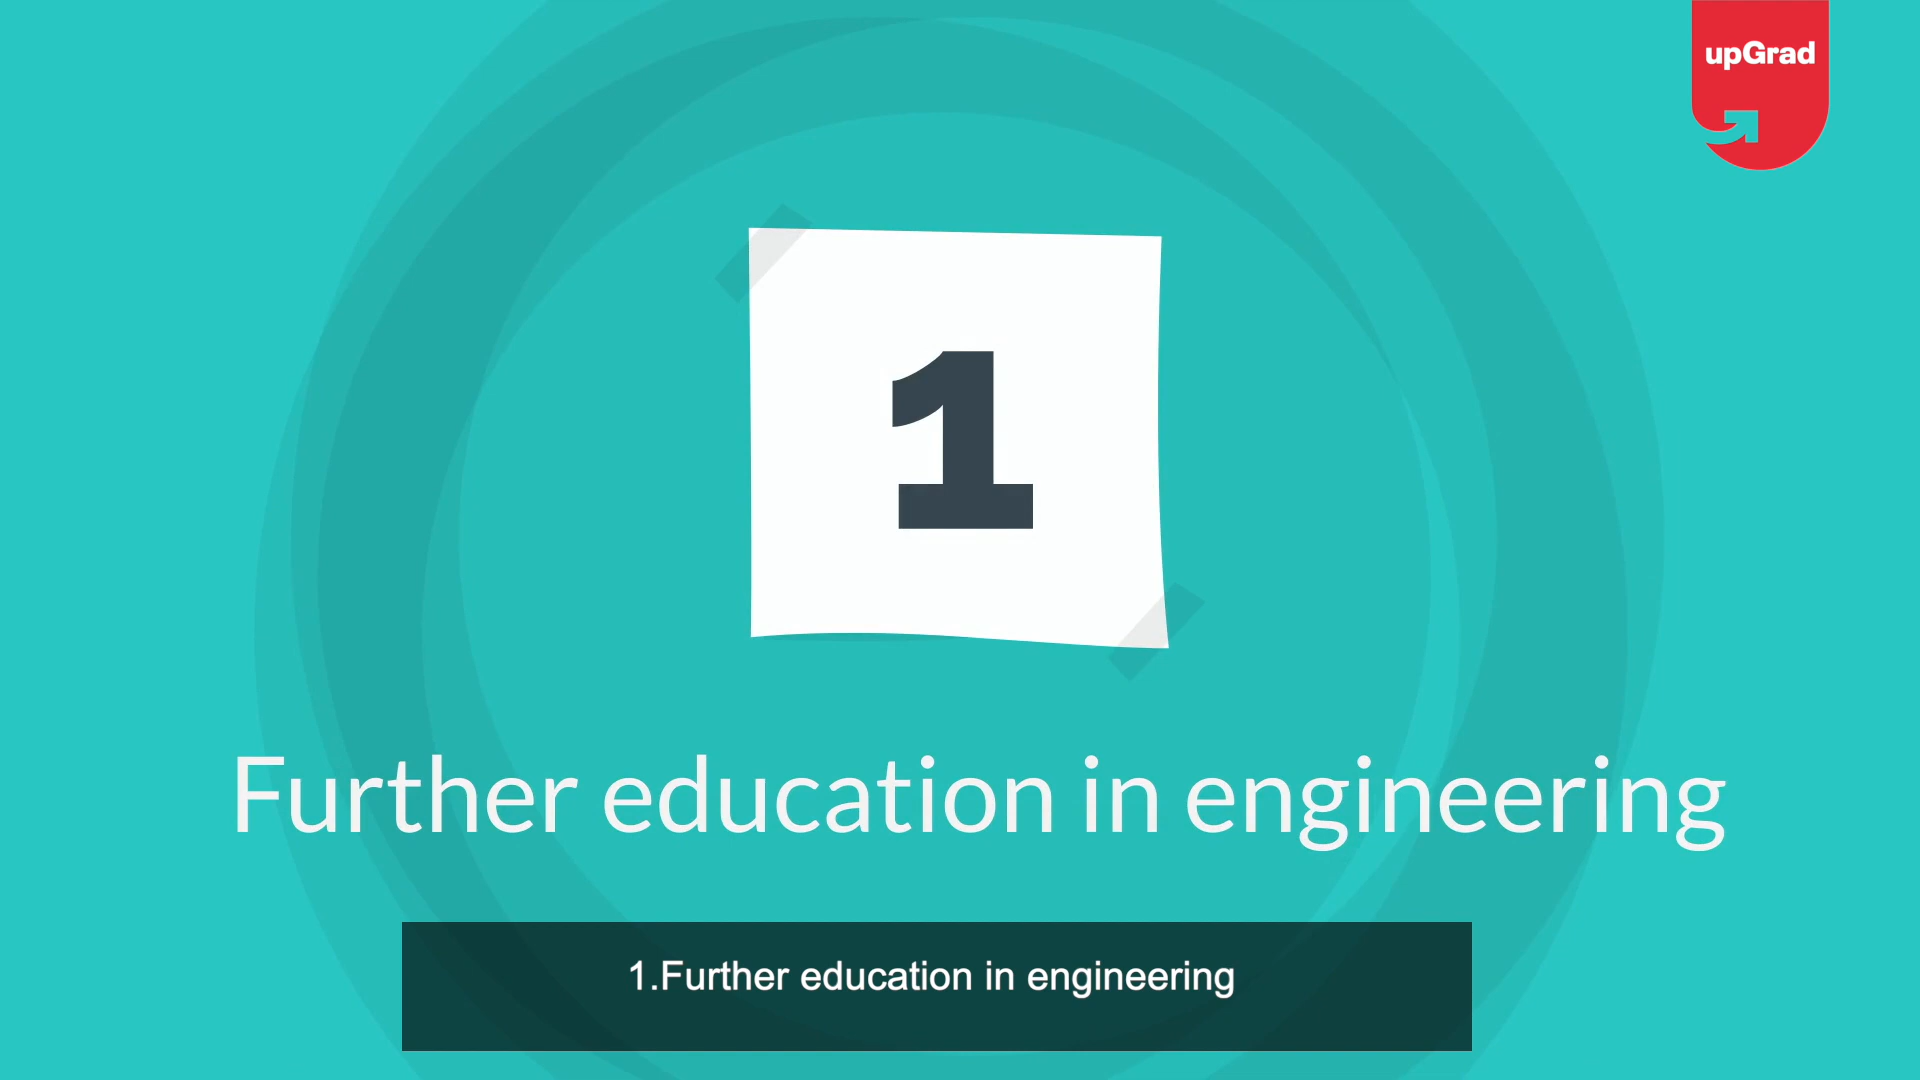 upGrad
1
Further education in engineering
1.Further education in engineering